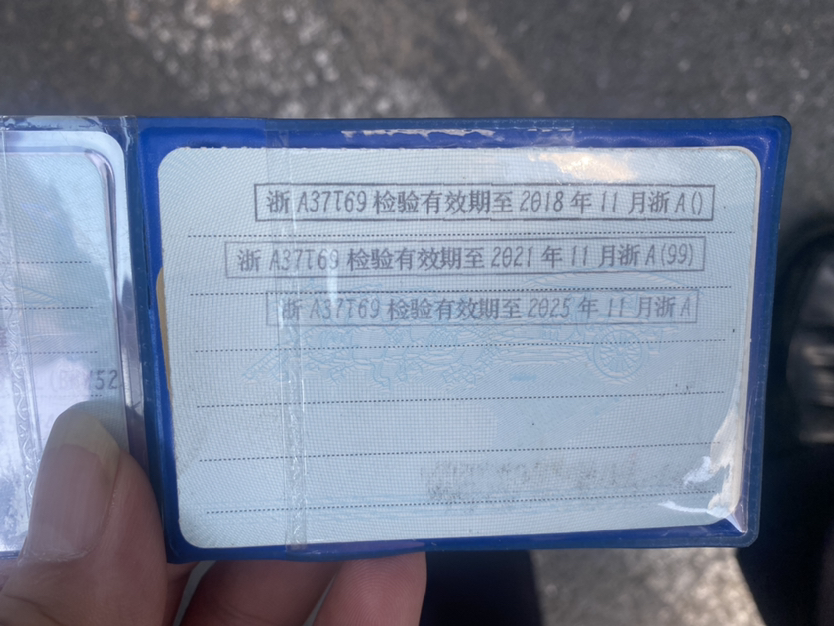 浙 A37T69 检验有效期至 2018 年 11 月浙 A()
浙 A37T69 检验有效期至 2021 年 11 月浙 A(99)
浙 A37T69 检验有效期至 2025 年 11 月浙 A